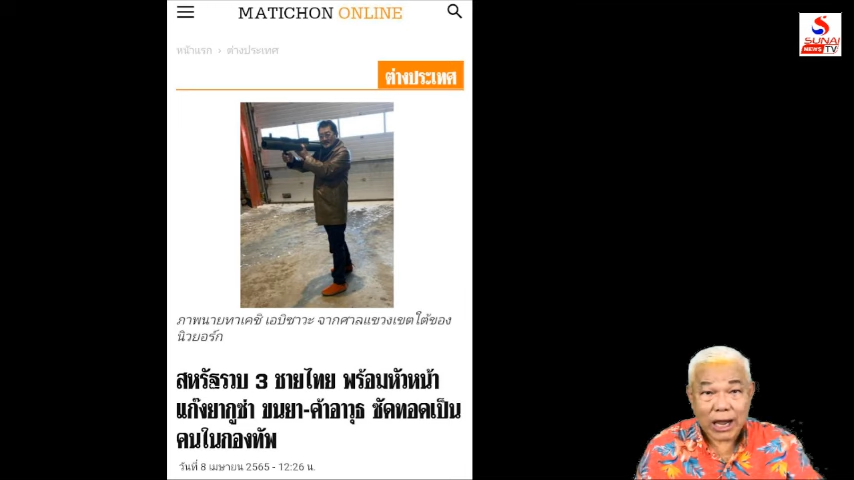 MATICHON ONLINE
SUNAI
NEWS TV
หน้าแรก › ต่างประเทศ
ต่างประเทศ
ภาพนายทาเคชิ เอบิซาวะ จากศาลแขวงเขตใต้ของ
นิวยอร์ก
สหรัฐรวบ 3 ชายไทย พร้อมหัวหน้า
แก๊งยากูซ่า ขนยา-ค้าอาวุธ ซัดทอดเป็น
คนในกองทัพ
วันที่ 8 เมษายน 2565 - 12:26 น.